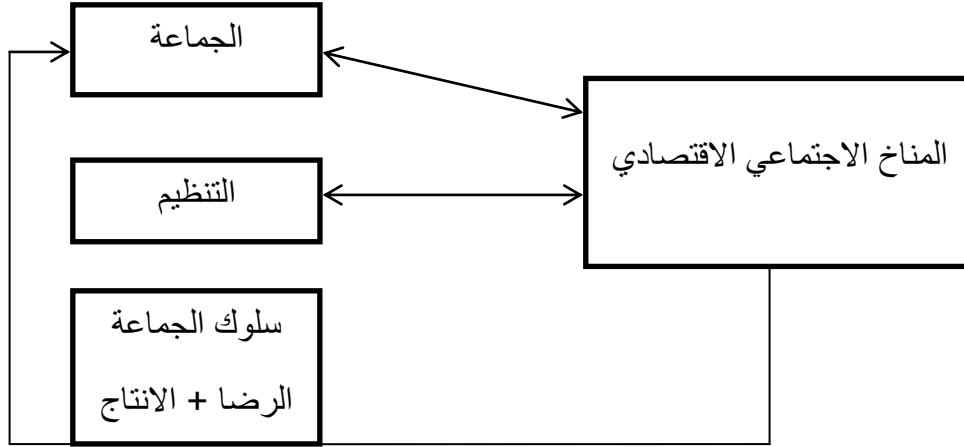 الجماعة
المناخ الاجتماعي الاقتصادي
التنظيم
سلوك الجماعة
الرضا + الانتاج